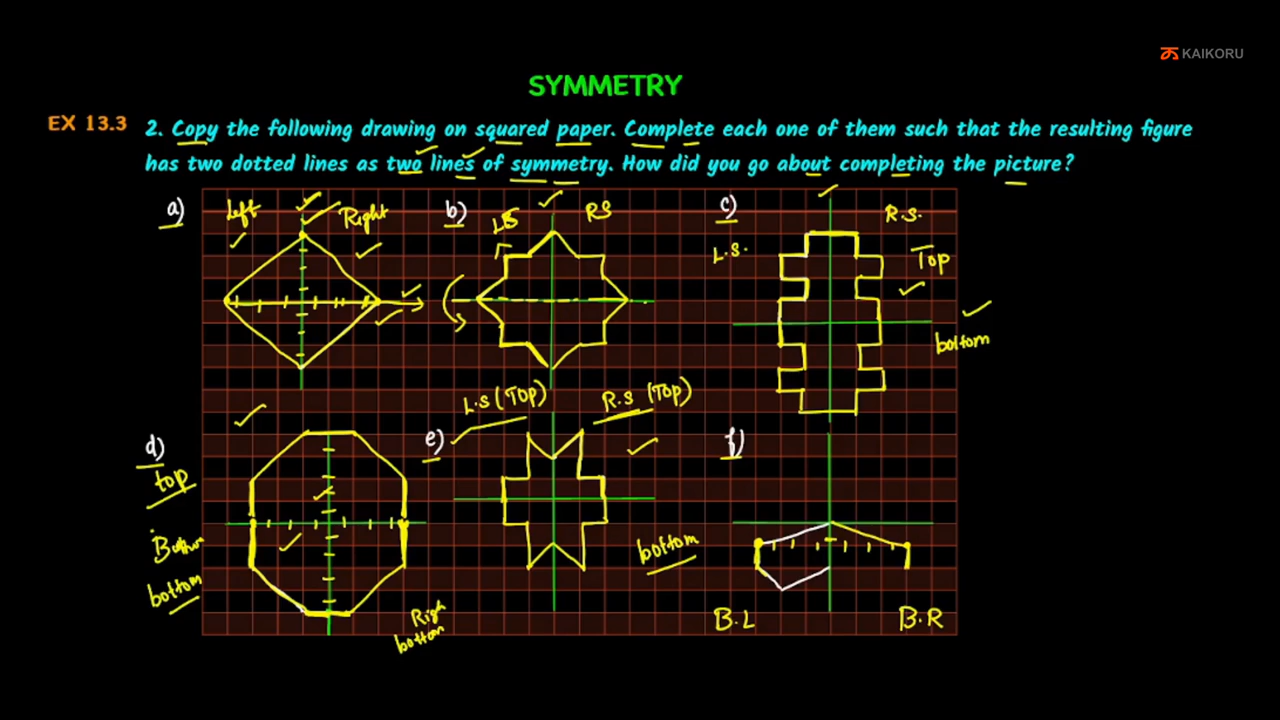 KAIKORU
SYMMETRY
EX 13.3
2. Copy the following drawing on squared paper. Complete each one of them such that the resulting figure
has two dotted lines as two lines of symmetry. How did you go about completing the picture?
a)
Left
Right
b)
LS
RS
c)
L.S.
R.S.
Top
bottom
d)
top
Bottom
bottom
Righ
bottom
e)
L.S (Top)
R.S (Top)
bottom
f)
B.L
B.R